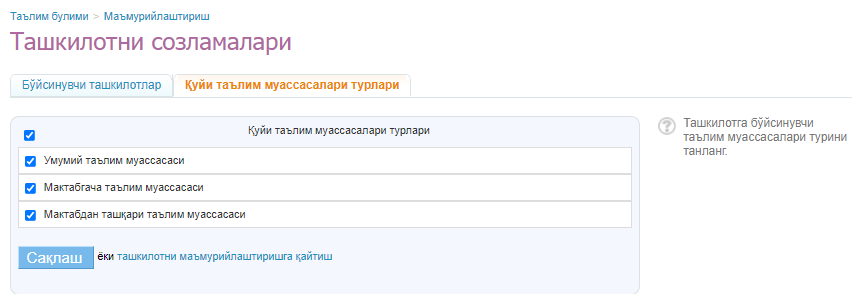 Таълим булими > Маъмурийлаштириш
Ташкилотни созламалари
Бўйсинувчи ташкилотлар
Қуйи таълим муассасалари турлари
Қуйи таълим муассасалари турлари
Умумий таълим муассасаси
Мактабгача таълим муассасаси
Мактабдан ташқари таълим муассасаси
Сақлаш ёки ташкилотни маъмурийлаштиришга қайтиш
? Ташкилотга бўйсинувчи
таълим муассасалари турини
танланг.